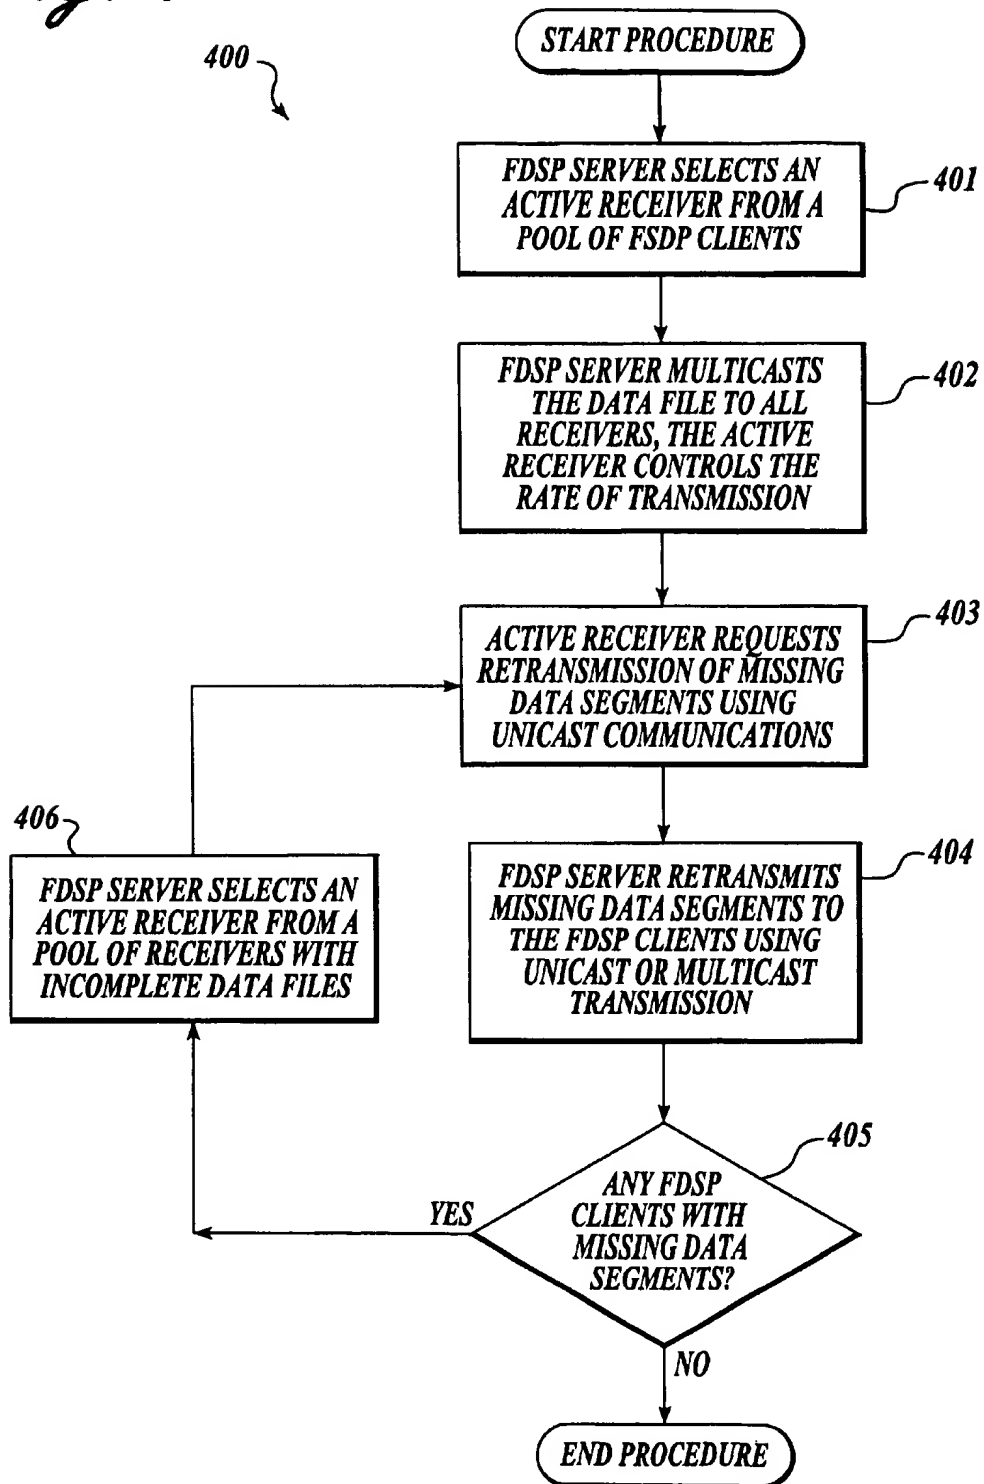 400
START PROCEDURE
FDSP SERVER SELECTS AN
ACTIVE RECEIVER FROM A
POOL OF FSDP CLIENTS
401
FDSP SERVER MULTICASTS
THE DATA FILE TO ALL
RECEIVERS, THE ACTIVE
RECEIVER CONTROLS THE
RATE OF TRANSMISSION
402
ACTIVE RECEIVER REQUESTS
RETRANSMISSION OF MISSING
DATA SEGMENTS USING
UNICAST COMMUNICATIONS
403
FDSP SERVER RETRANSMITS
MISSING DATA SEGMENTS TO
THE FDSP CLIENTS USING
UNICAST OR MULTICAST
TRANSMISSION
404
406
FDSP SERVER SELECTS AN
ACTIVE RECEIVER FROM A
POOL OF RECEIVERS WITH
INCOMPLETE DATA FILES
405
ANY FDSP
CLIENTS WITH
MISSING DATA
SEGMENTS?
YES
NO
END PROCEDURE